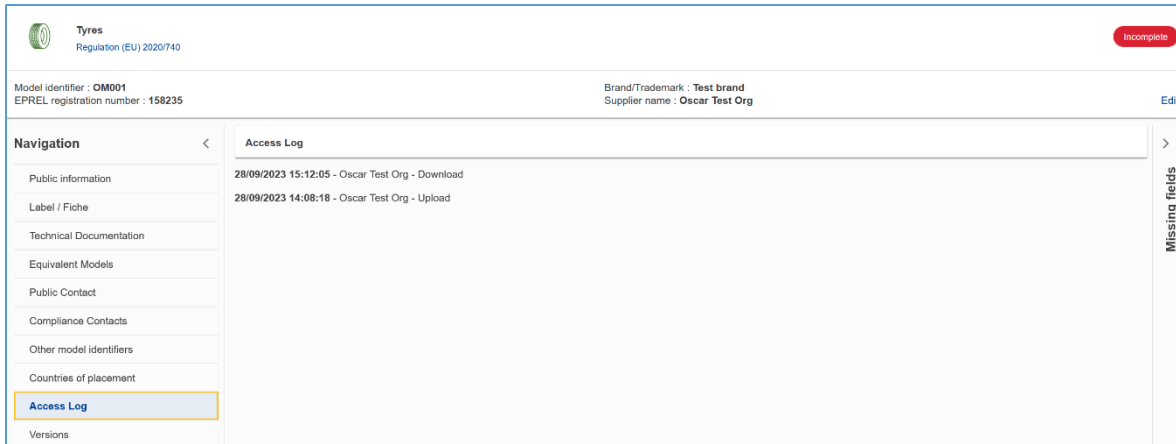 Tyres
Regulation (EU) 2020/740
Incomplete
Model identifier : OM001
EPREL registration number : 158235
Brand/Trademark : Test brand
Supplier name : Oscar Test Org
Edi
Navigation
Public information
Label / Fiche
Technical Documentation
Equivalent Models
Public Contact
Compliance Contacts
Other model identifiers
Countries of placement
Access Log
Versions
Access Log
28/09/2023 15:12:05 - Oscar Test Org - Download
28/09/2023 14:08:18 - Oscar Test Org - Upload
Missing fields